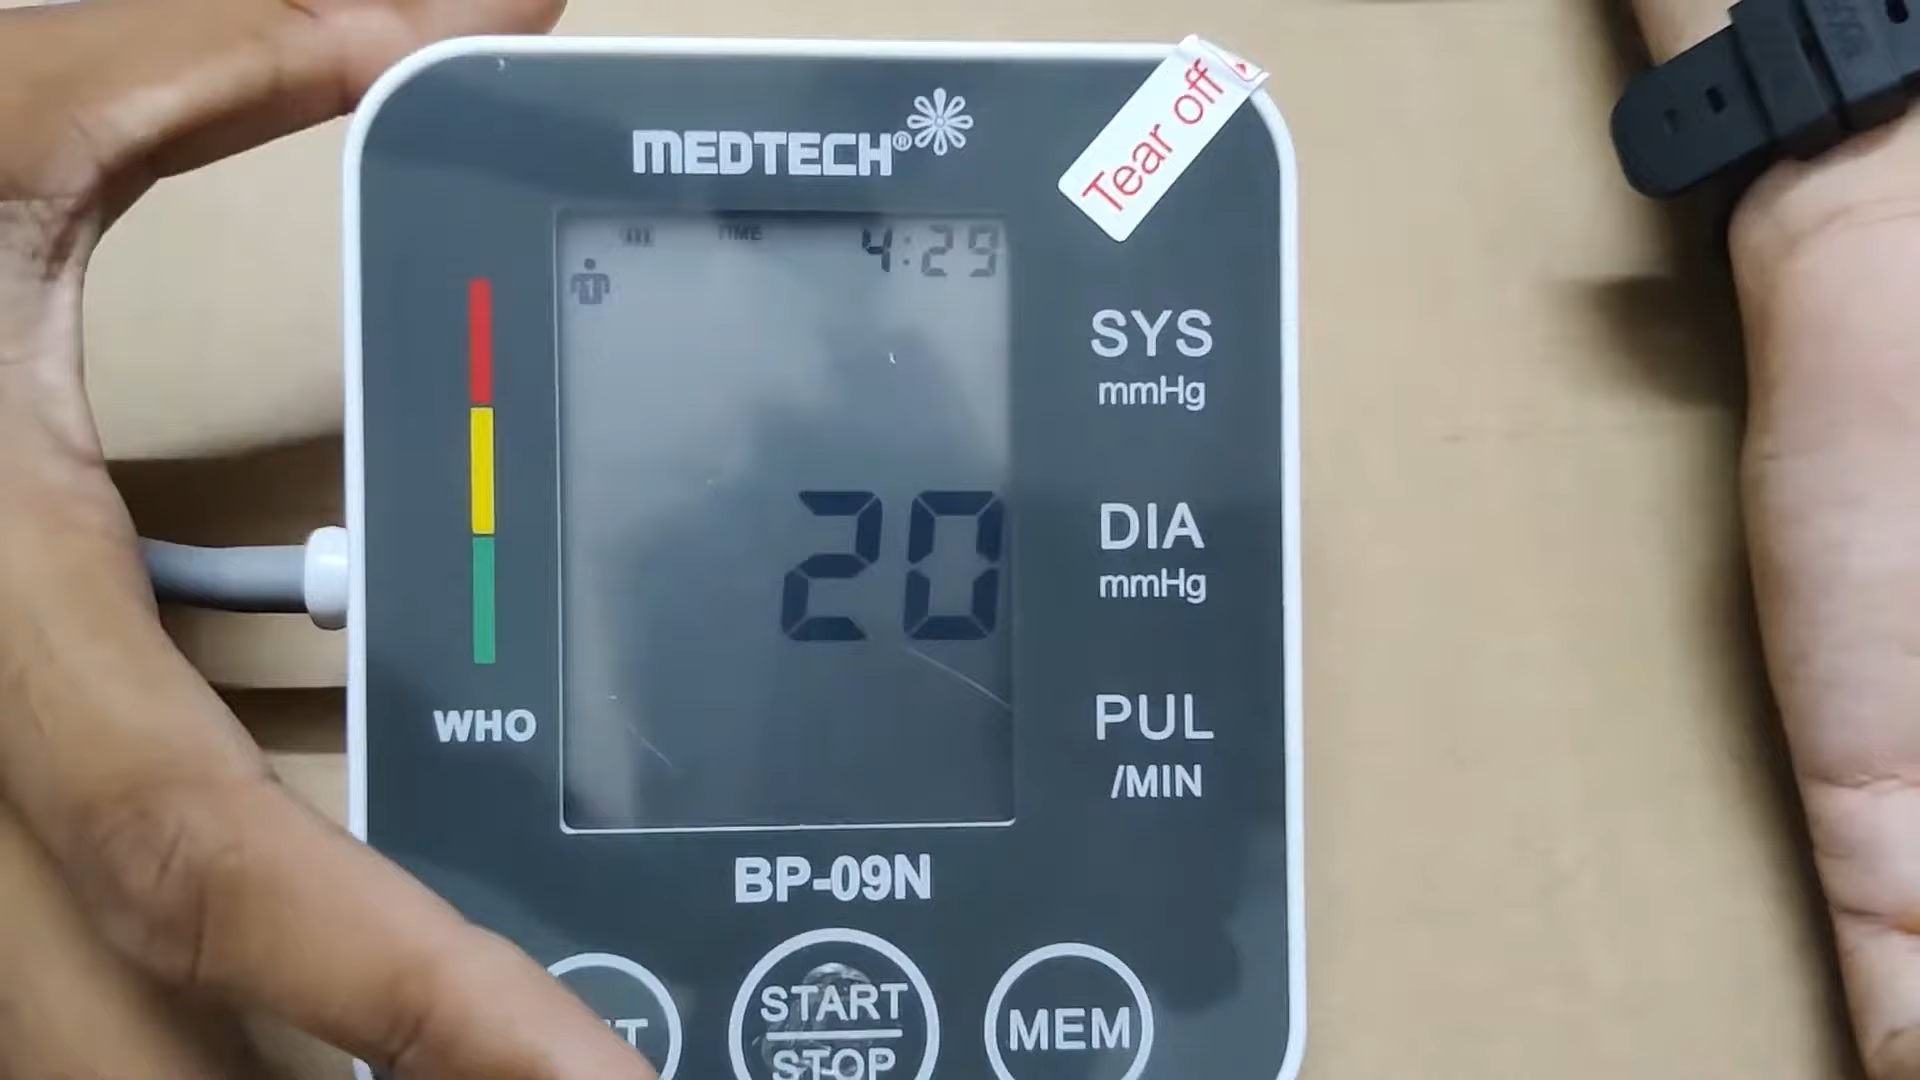 MEDTECH®
Tear off
TIME 4:29
1
SYS
mmHg
20
DIA
mmHg
PUL
/MIN
WHO
BP-09N
START
STOP
MEM